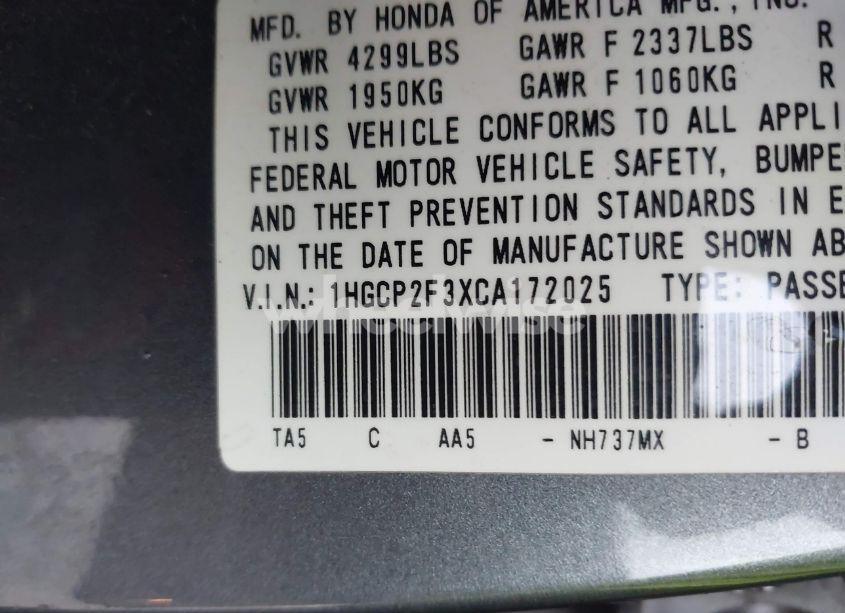 MFD. BY HONDA OF AMERICA MFG., INC.
GVWR 4299LBS GAWR F 2337LBS R
GVWR 1950KG GAWR F 1060KG R
THIS VEHICLE CONFORMS TO ALL APPLI
FEDERAL MOTOR VEHICLE SAFETY, BUMPE
AND THEFT PREVENTION STANDARDS IN E
ON THE DATE OF MANUFACTURE SHOWN AB
V.I.N.: 1HGCP2F3XCA172025 TYPE: PASSE
wheelwise
TA5 C AA5 - NH737MX - B